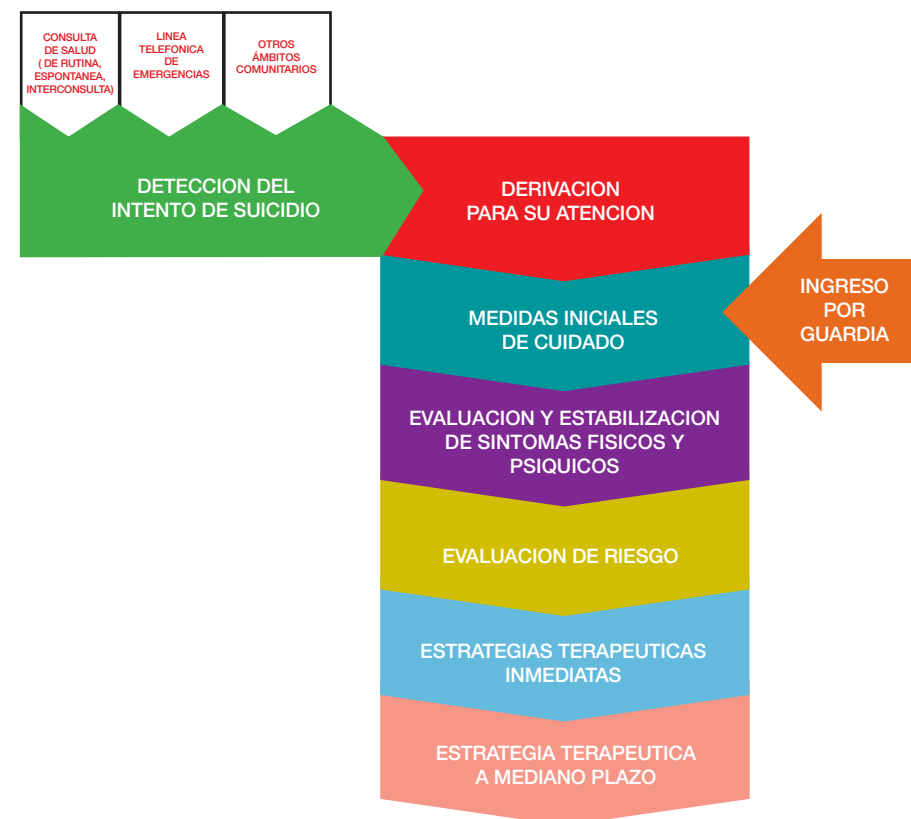 CONSULTA
DE SALUD
( DE RUTINA,
ESPONTANEA,
INTERCONSULTA)
LINEA
TELEFONICA
DE
EMERGENCIAS
OTROS
ÁMBITOS
COMUNITARIOS
DETECCION DEL
INTENTO DE SUICIDIO
DERIVACION
PARA SU ATENCION
INGRESO
POR
GUARDIA
MEDIDAS INICIALES
DE CUIDADO
EVALUACION Y ESTABILIZACION
DE SINTOMAS FISICOS Y
PSIQUICOS
EVALUACION DE RIESGO
ESTRATEGIAS TERAPEUTICAS
INMEDIATAS
ESTRATEGIA TERAPEUTICA
A MEDIANO PLAZO